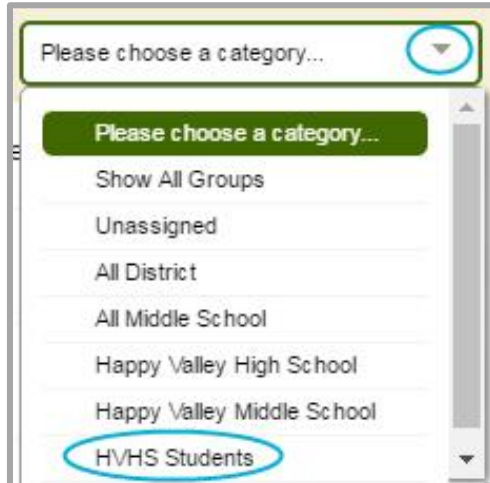 Please choose a category...
Please choose a category...
Show All Groups
Unassigned
All District
All Middle School
Happy Valley High School
Happy Valley Middle School
HVHS Students